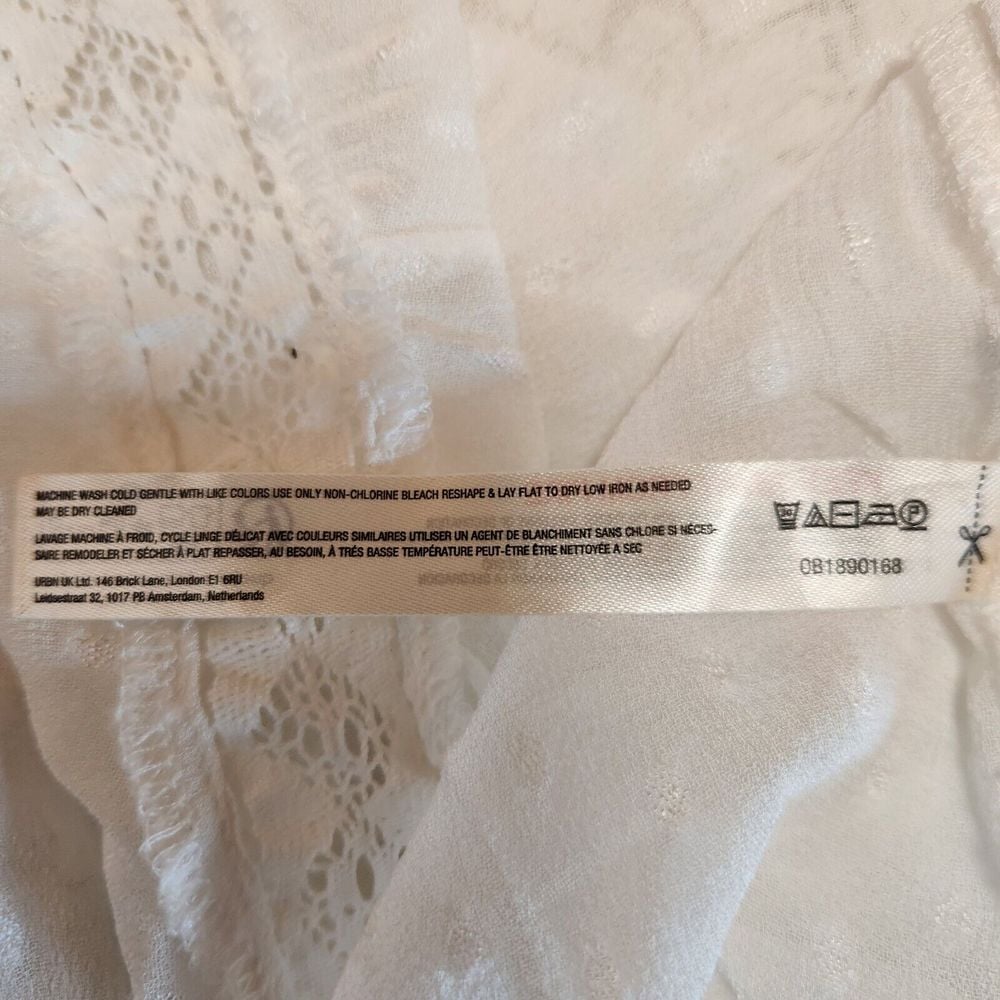 MACHINE WASH COLD GENTLE WITH LIKE COLORS USE ONLY NON-CHLORINE BLEACH RESHAPE & LAY FLAT TO DRY LOW IRON AS NEEDED
MAY BE DRY CLEANED
LAVAGE MACHINE À FROID, CYCLE LINGE DÉLICAT AVEC COULEURS SIMILAIRES UTILISER UN AGENT DE BLANCHIMENT SANS CHLORE SI NÉCES-
SAIRE REMODELER ET SÉCHER À PLAT REPASSER, AU BESOIN, À TRÉS BASSE TEMPÉRATURE PEUT-ÊTRE ÊTRE NETTOYÉE A SEC
URBN UK Ltd. 146 Brick Lane, London E1 6RU
Leidsestraat 32, 1017 PB Amsterdam, Netherlands
30 P
OB1890168